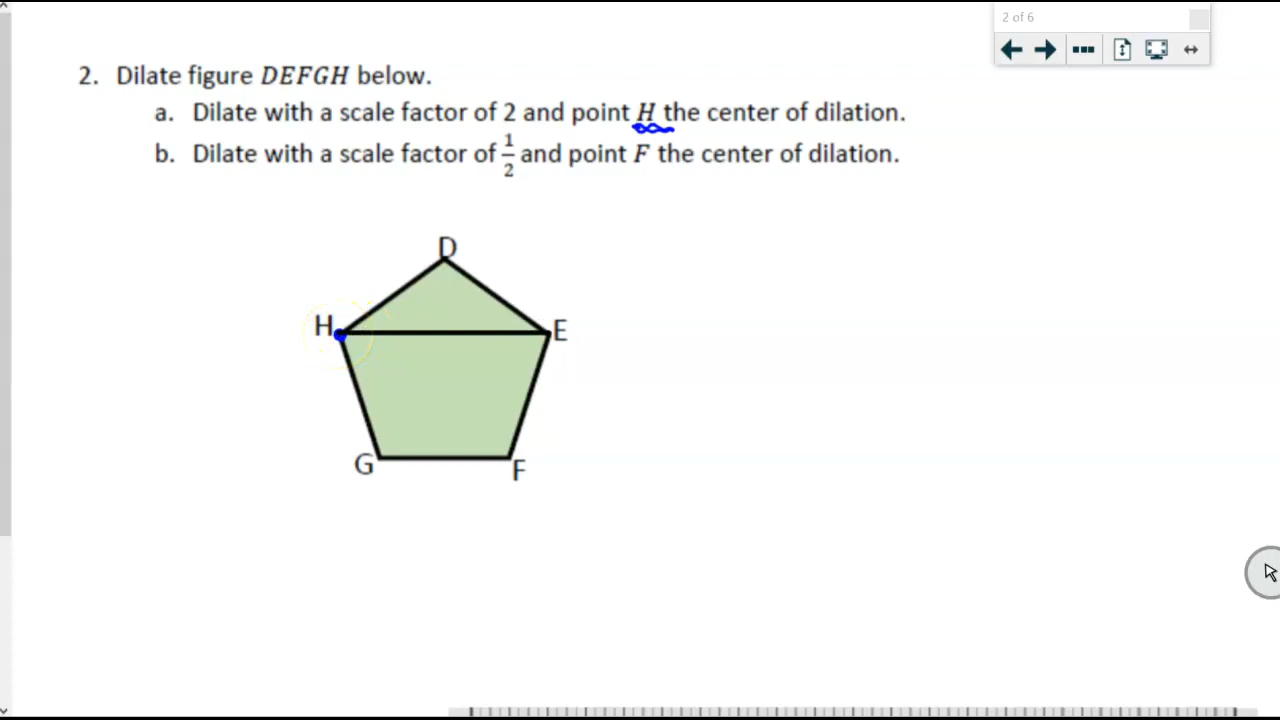 2 of 6
2. Dilate figure DEFGH below.
a. Dilate with a scale factor of 2 and point H the center of dilation.
b. Dilate with a scale factor of 1/2 and point F the center of dilation.
D
H
E
G
F